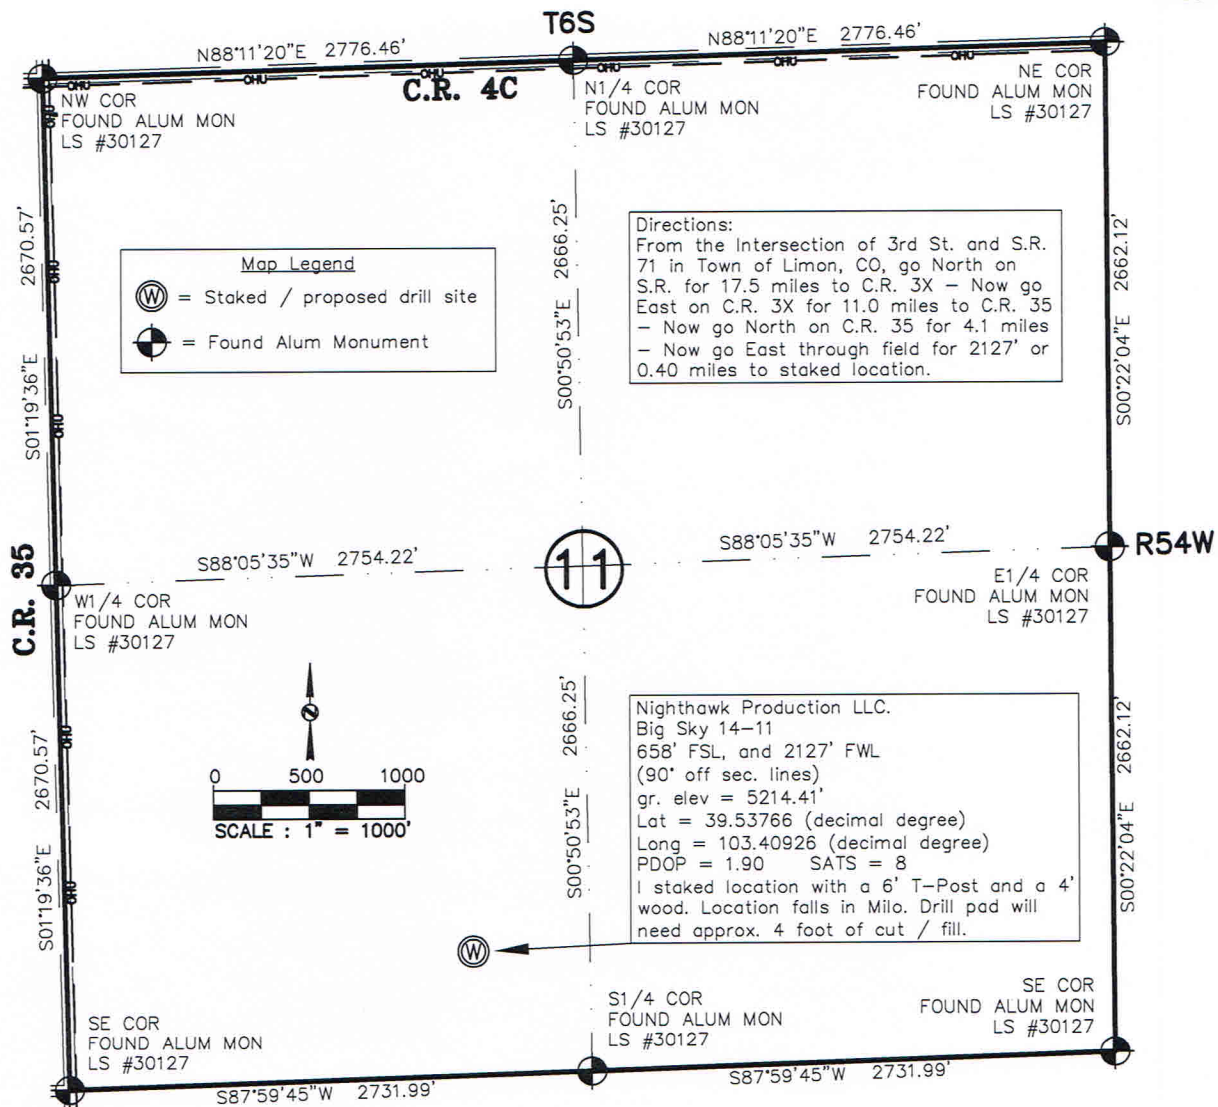 T6S
N88°11'20"E 2776.46'
N88°11'20"E 2776.46'
OHU
OHU
OHU
OHU
OHU
C.R. 4C
NW COR
FOUND ALUM MON
LS #30127
N1/4 COR
FOUND ALUM MON
LS #30127
NE COR
FOUND ALUM MON
LS #30127
OHU
OHU
OHU
2670.57'
S01°19'36"E
2666.25'
S00°50'53"E
2662.12'
S00°22'04"E
Map Legend
W = Staked / proposed drill site
= Found Alum Monument
Directions:
From the Intersection of 3rd St. and S.R.
71 in Town of Limon, CO, go North on
S.R. for 17.5 miles to C.R. 3X – Now go
East on C.R. 3X for 11.0 miles to C.R. 35
– Now go North on C.R. 35 for 4.1 miles
– Now go East through field for 2127' or
0.40 miles to staked location.
C.R. 35
S88°05'35"W 2754.22'
11
S88°05'35"W 2754.22'
R54W
W1/4 COR
FOUND ALUM MON
LS #30127
E1/4 COR
FOUND ALUM MON
LS #30127
OHU
OHU
2670.57'
S01°19'36"E
N
0 500 1000
SCALE : 1" = 1000'
2666.25'
S00°50'53"E
2662.12'
S00°22'04"E
Nighthawk Production LLC.
Big Sky 14–11
658' FSL, and 2127' FWL
(90° off sec. lines)
gr. elev = 5214.41'
Lat = 39.53766 (decimal degree)
Long = 103.40926 (decimal degree)
PDOP = 1.90 SATS = 8
I staked location with a 6' T–Post and a 4'
wood. Location falls in Milo. Drill pad will
need approx. 4 foot of cut / fill.
W
SE COR
FOUND ALUM MON
LS #30127
S1/4 COR
FOUND ALUM MON
LS #30127
SE COR
FOUND ALUM MON
LS #30127
S87°59'45"W 2731.99'
S87°59'45"W 2731.99'